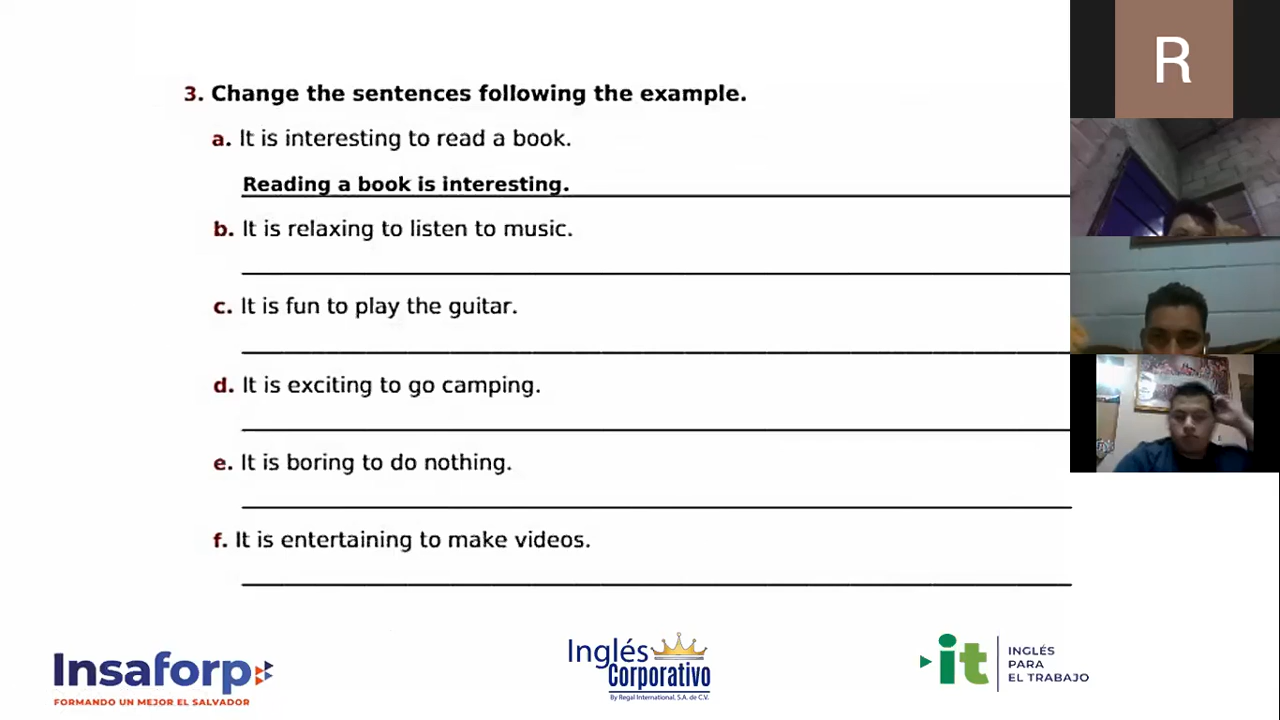 3. Change the sentences following the example.
a. It is interesting to read a book.
Reading a book is interesting.
b. It is relaxing to listen to music.
c. It is fun to play the guitar.
d. It is exciting to go camping.
e. It is boring to do nothing.
f. It is entertaining to make videos.
R
Insaforp
FORMANDO UN MEJOR EL SALVADOR
Inglés
Corporativo
By Regal International, S.A. de C.V.
it
INGLÉS
PARA
EL TRABAJO